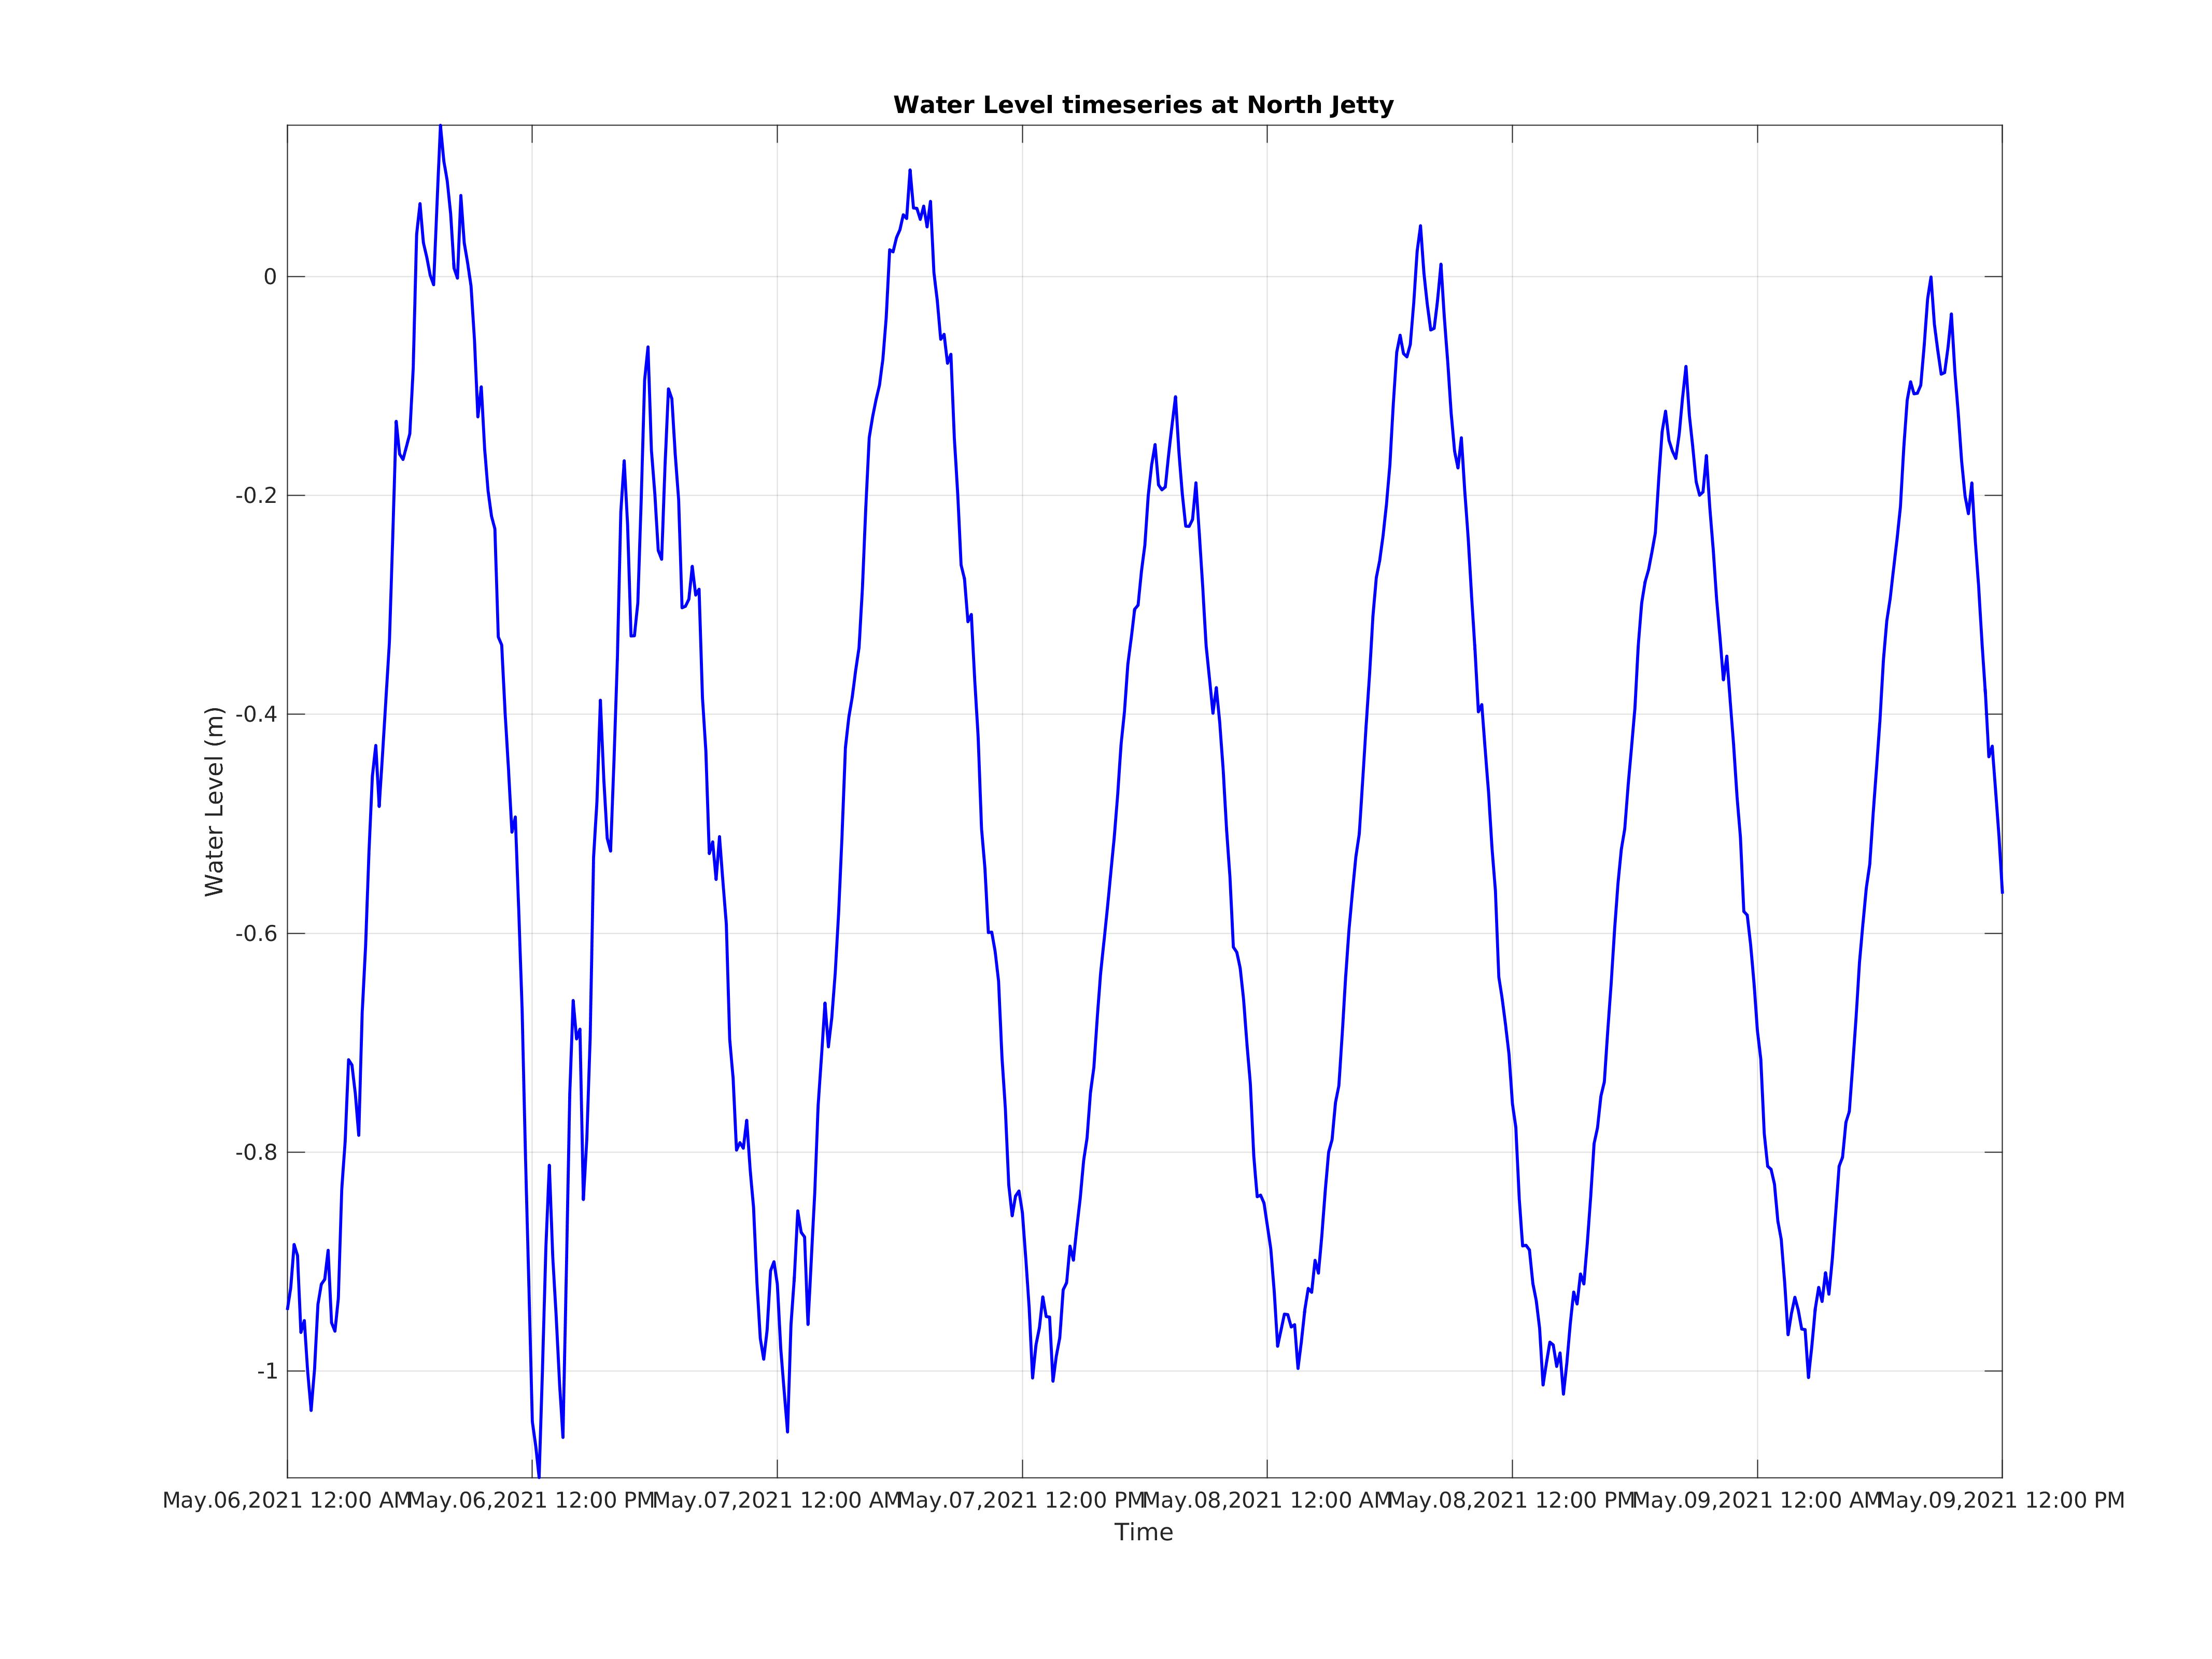 Water Level timeseries at North Jetty
0
-0.2
-0.4
-0.6
-0.8
-1
Water Level (m)
May.06,2021 12:00 AM
May.06,2021 12:00 PM
May.07,2021 12:00 AM
May.07,2021 12:00 PM
May.08,2021 12:00 AM
May.08,2021 12:00 PM
May.09,2021 12:00 AM
May.09,2021 12:00 PM
Time